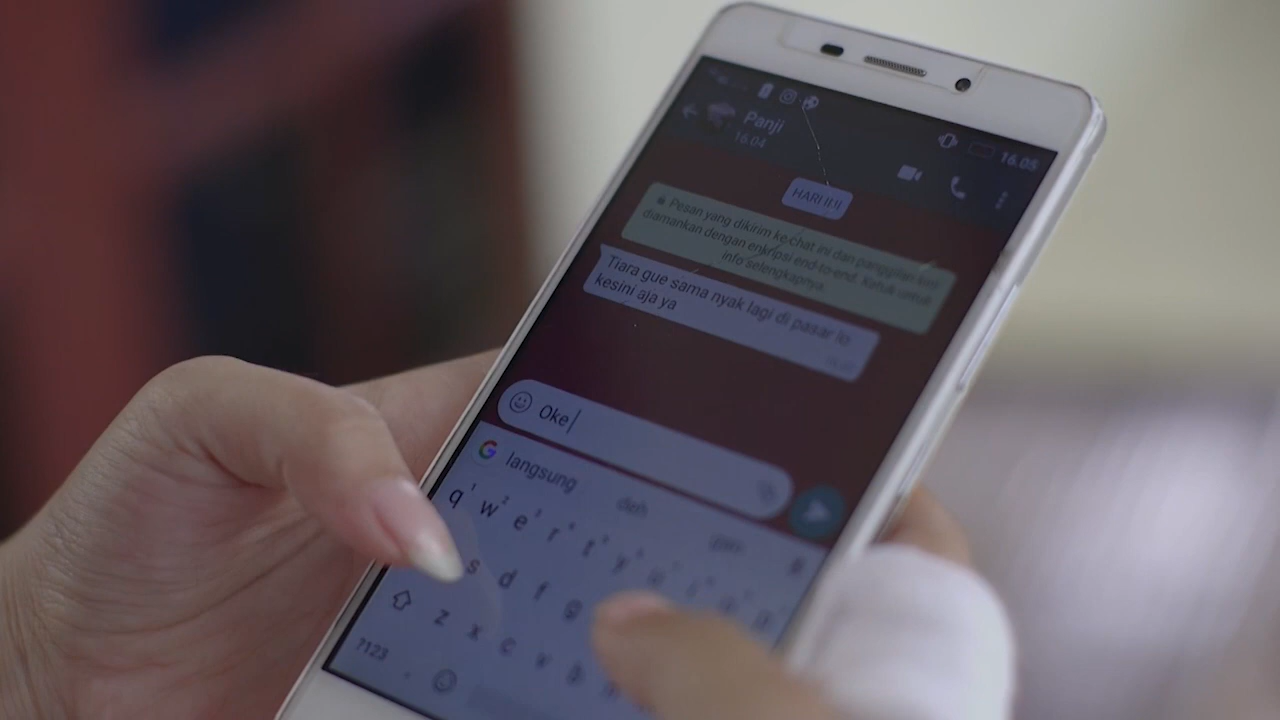 16.05
Panji
16.04
HARI INI
Pesan yang dikirim ke chat ini dan panggilan kini
diamankan dengan enkripsi end-to-end. Ketuk untuk
info selengkapnya.
Tiara gue sama nyak lagi di pasar lo
kesini aja ya
Oke
langsung deh
q w e r t y u i
s d f g
z x c v b
?123